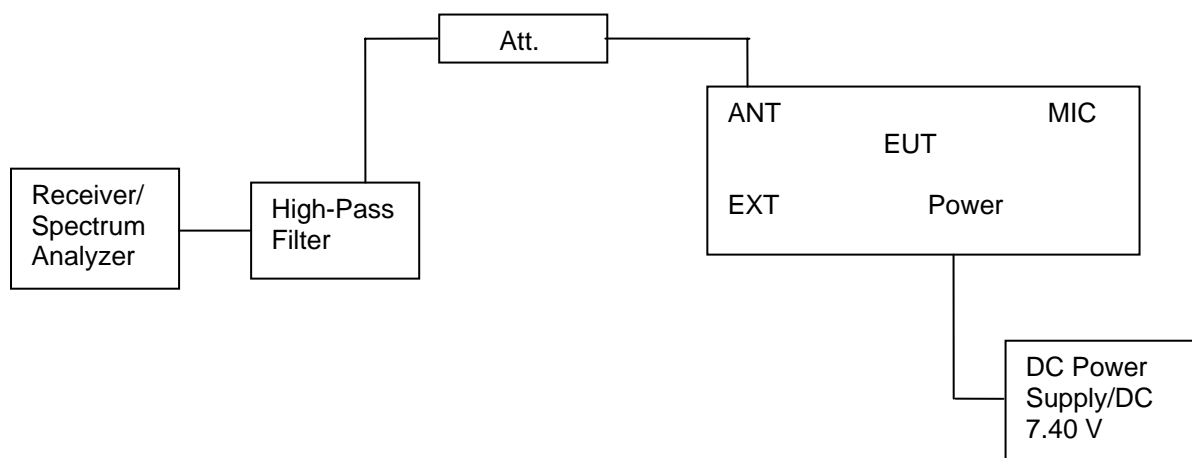 Att.
ANT
MIC
EUT
EXT
Power
Receiver/
Spectrum
Analyzer
High-Pass
Filter
DC Power
Supply/DC
7.40 V